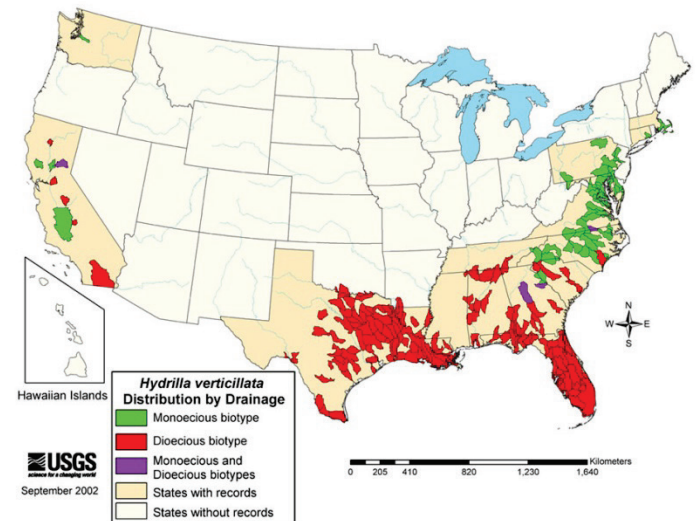 N
W E
S
Hawaiian Islands
Hydrilla verticillata
Distribution by Drainage
Monoecious biotype
Dioecious biotype
Monoecious and
Dioecious biotypes
States with records
States without records
USGS
science for a changing world
September 2002
Kilometers
0 205 410 820 1,230 1,640